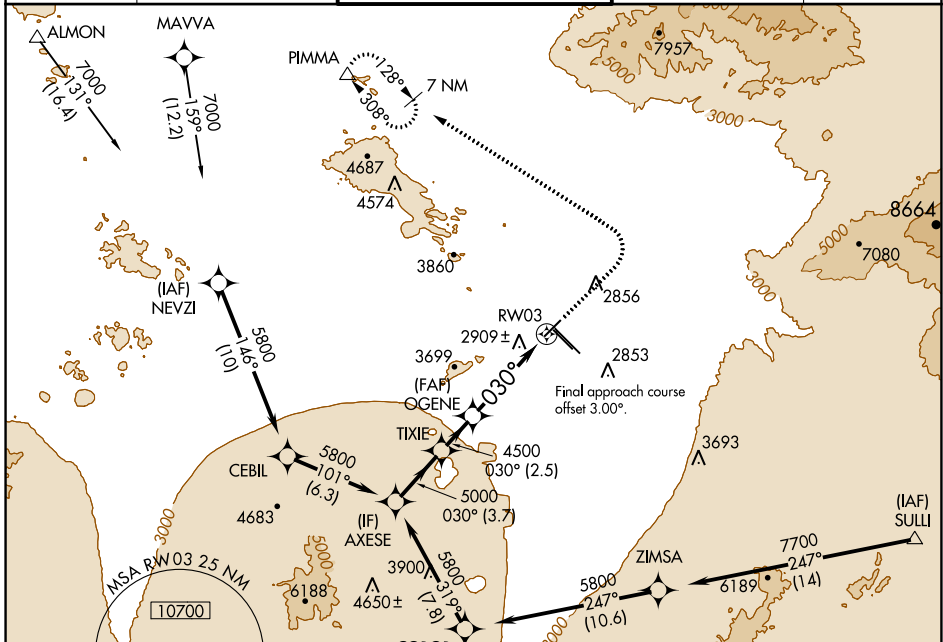 ALMON
MAVVA
7000
131°
(16.4)
7000
159°
(12.2)
PIMMA
128°
308°
7 NM
7957
5000
3000
4687
4574
3860
8664
5000
7080
3000
(IAF)
NEVZI
5800
146°
(10)
2856
RW03
2909±
2853
3699
(FAF)
OGENE
030°
Final approach course
offset 3.00°.
TIXIE
4500
030° (2.5)
CEBIL
5800
101°
(6.3)
5000
030° (3.7)
3693
(IF)
AXESE
4683
3000
(IAF)
SULLI
MSA RW03 25 NM
10700
5000
6188
4650±
3900
5800
319°
(7.8)
ZIMSA
7700
247°
(14)
6189
5800
247°
(10.6)
3000